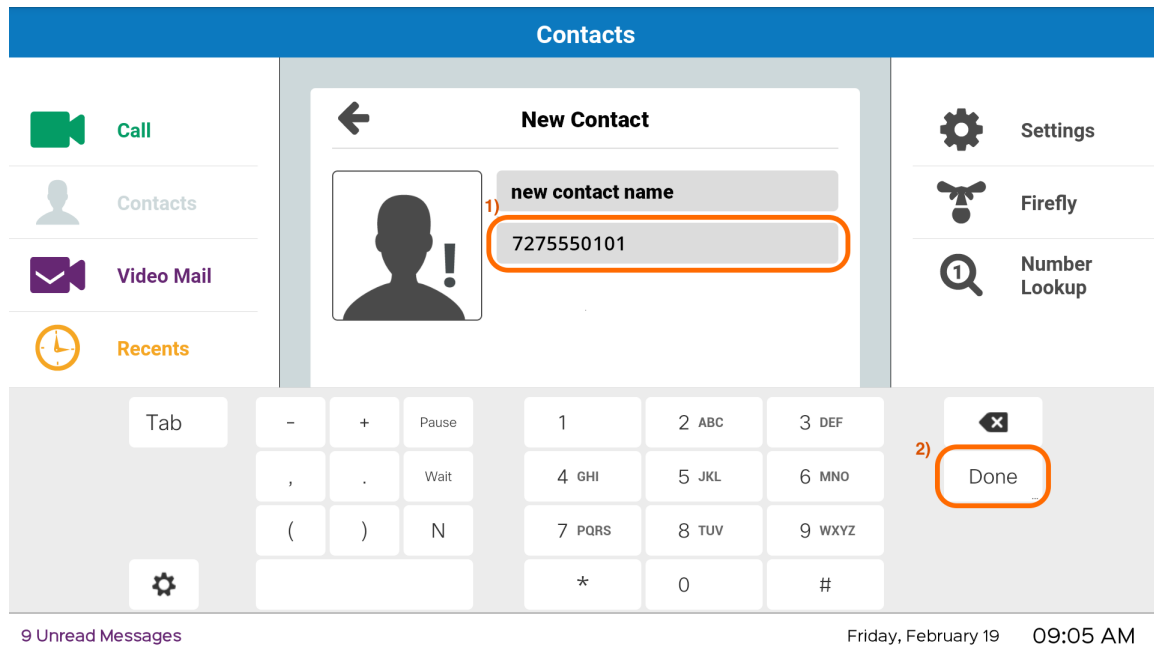 Contacts
Call
Contacts
Video Mail
Recents
New Contact
new contact name
1)
7275550101
!
Settings
Firefly
1
Number
Lookup
Tab
- + Pause
1 2 ABC 3 DEF
, . Wait
4 GHI 5 JKL 6 MNO
2)
Done
...
( ) N
7 PQRS 8 TUV 9 WXYZ
* 0 #
9 Unread Messages
Friday, February 19 09:05 AM